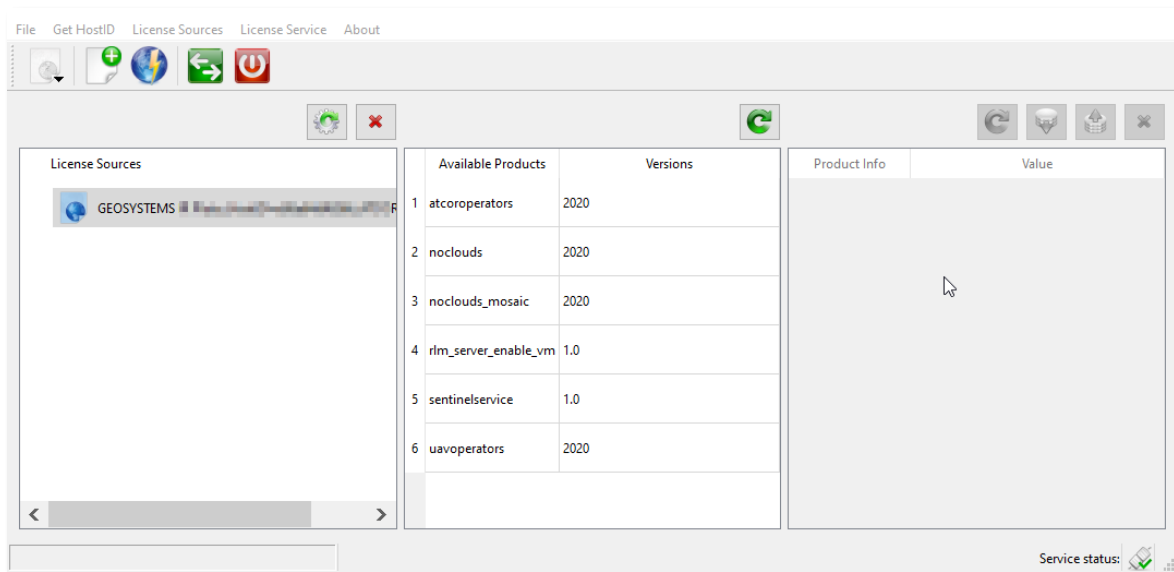 File Get HostID License Sources License Service About
License Sources
GEOSYSTEMS
Available Products Versions
1 atcoroperators 2020
2 noclouds 2020
3 noclouds_mosaic 2020
4 rlm_server_enable_vm 1.0
5 sentinelservice 1.0
6 uavoperators 2020
Product Info Value
Service status: